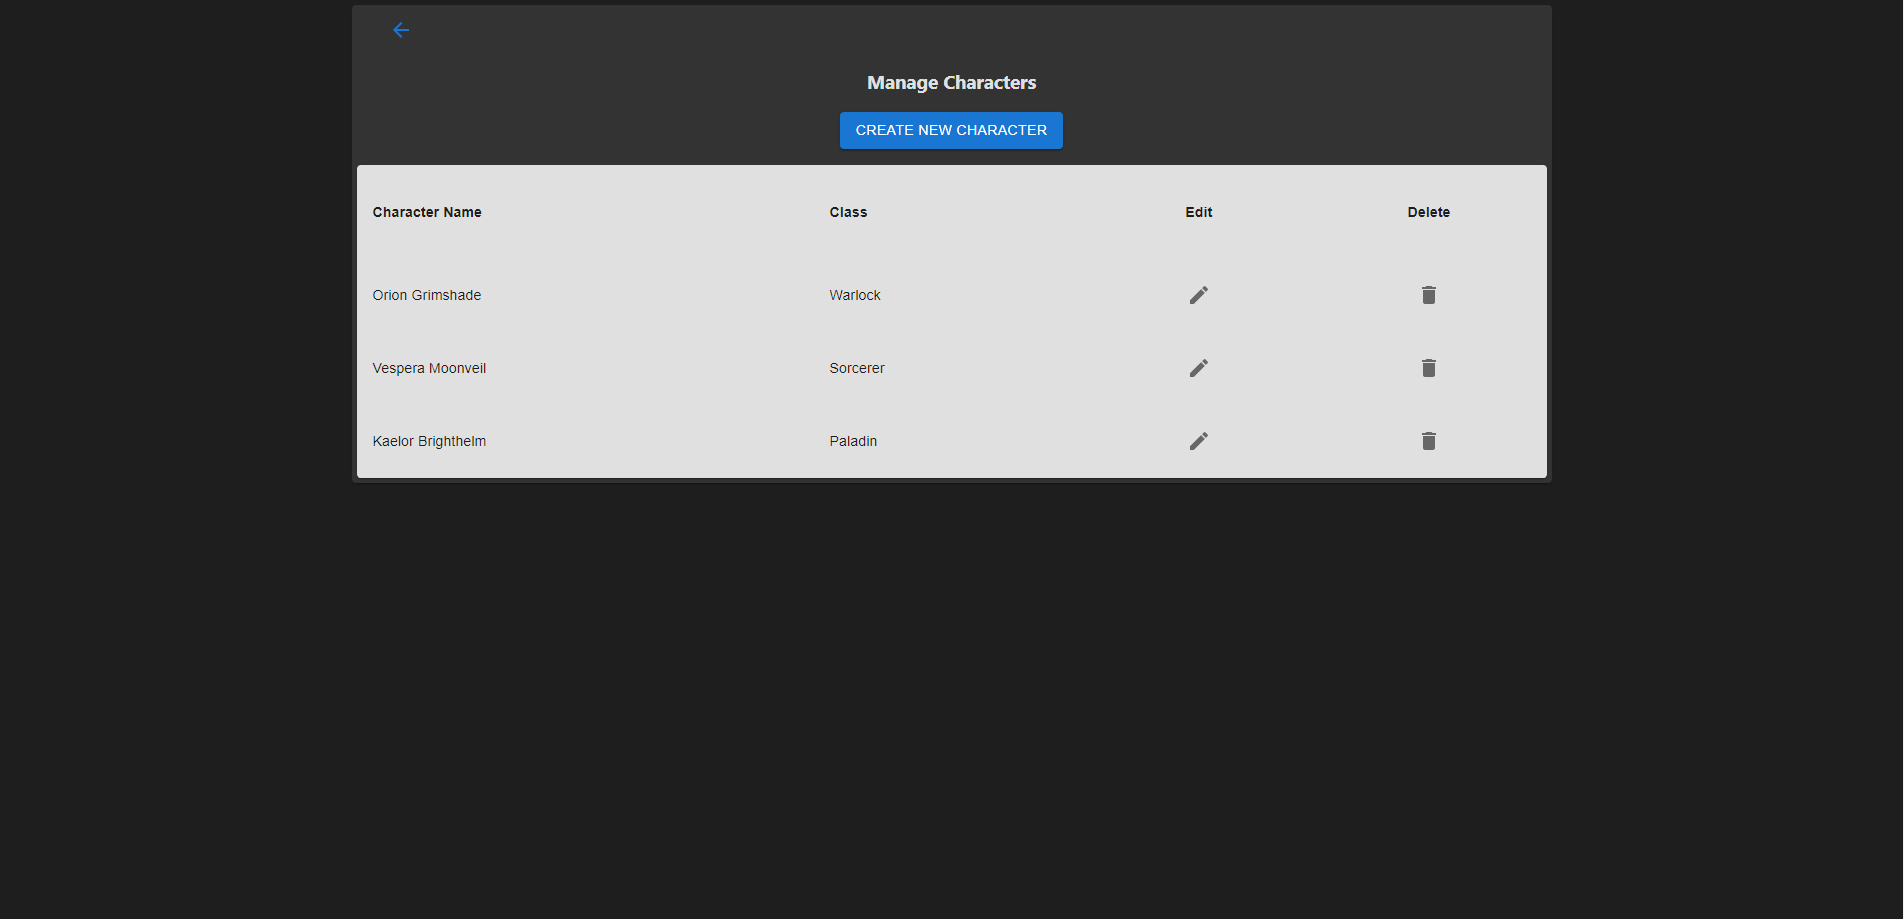 Manage Characters
CREATE NEW CHARACTER
Character Name Class Edit Delete
Orion Grimshade Warlock
Vespera Moonveil Sorcerer
Kaelor Brighthelm Paladin